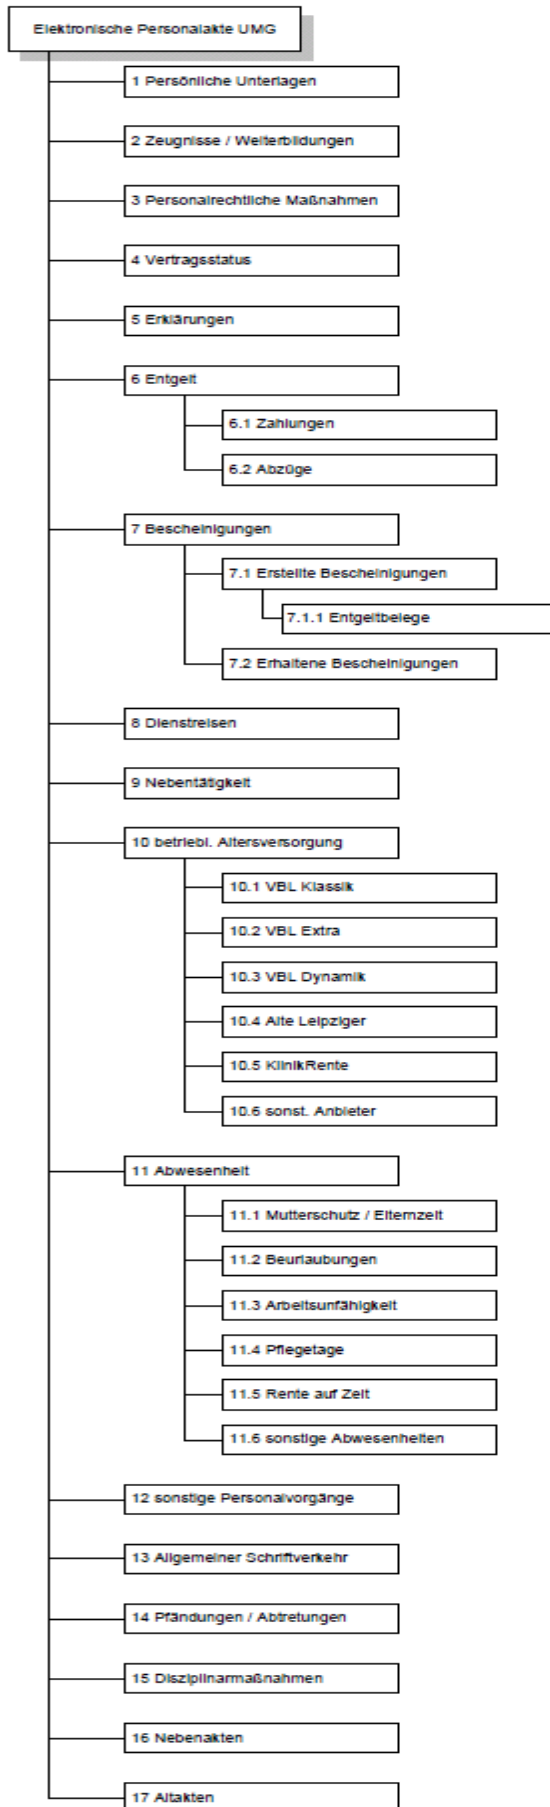 Elektronische Personalakte UMG
1 Persönliche Unterlagen
2 Zeugnisse / Weiterbildungen
3 Personalrechtliche Maßnahmen
4 Vertragsstatus
5 Erklärungen
6 Entgelt
6.1 Zahlungen
6.2 Abzüge
7 Bescheinigungen
7.1 Erstellte Bescheinigungen
7.1.1 Entgeltbelege
7.2 Erhaltene Bescheinigungen
8 Dienstreisen
9 Nebentätigkeit
10 betriebl. Altersversorgung
10.1 VBL Klassik
10.2 VBL Extra
10.3 VBL Dynamik
10.4 Alte Leipziger
10.5 KlinikRente
10.6 sonst. Anbieter
11 Abwesenheit
11.1 Mutterschutz / Elternzeit
11.2 Beurlaubungen
11.3 Arbeitsunfähigkeit
11.4 Pflegetage
11.5 Rente auf Zeit
11.6 sonstige Abwesenheiten
12 sonstige Personalvorgänge
13 Allgemeiner Schriftverkehr
14 Pfändungen / Abtretungen
15 Disziplinarmaßnahmen
16 Nebenakten
17 Altakten